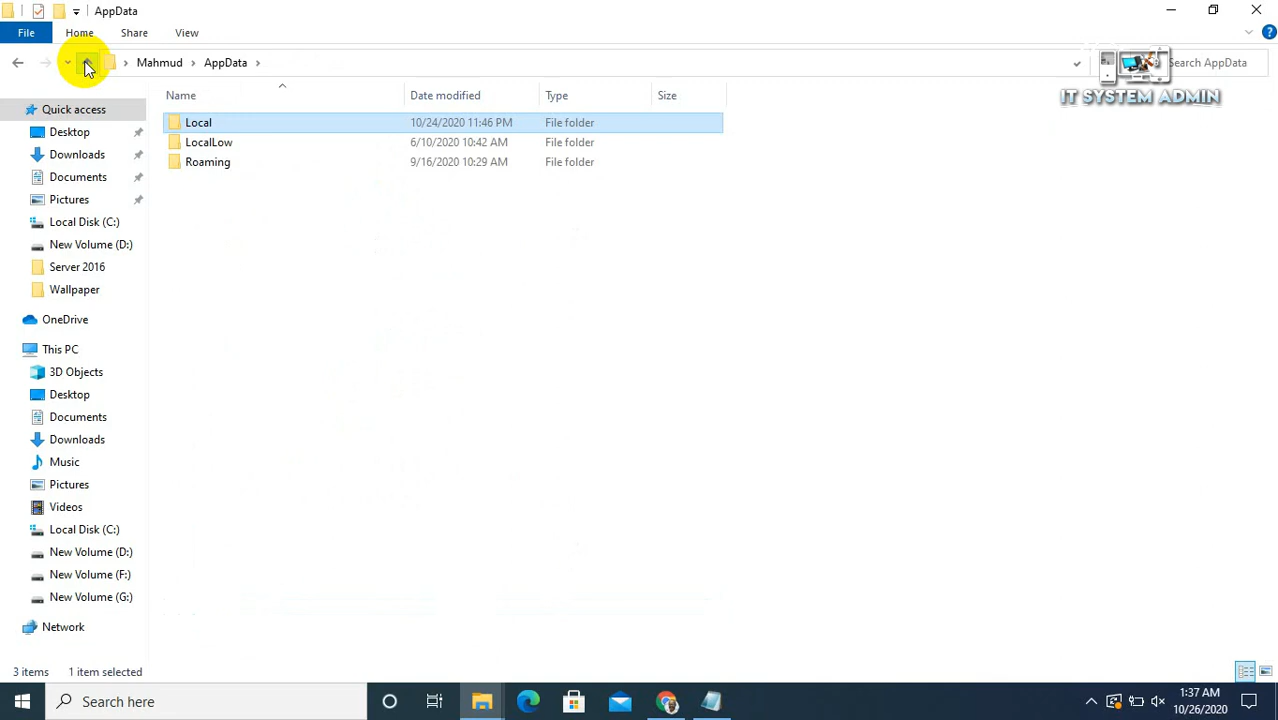 AppData
File Home Share View
Mahmud AppData Search AppData
IT SYSTEM ADMIN
Name Date modified Type Size
Quick access
Local 10/24/2020 11:46 PM File folder
Desktop
LocalLow 6/10/2020 10:42 AM File folder
Downloads
Roaming 9/16/2020 10:29 AM File folder
Documents
Pictures
Local Disk (C:)
New Volume (D:)
Server 2016
Wallpaper
OneDrive
This PC
3D Objects
Desktop
Documents
Downloads
Music
Pictures
Videos
Local Disk (C:)
New Volume (D:)
New Volume (F:)
New Volume (G:)
Network
3 items 1 item selected
Search here
1:37 AM
10/26/2020